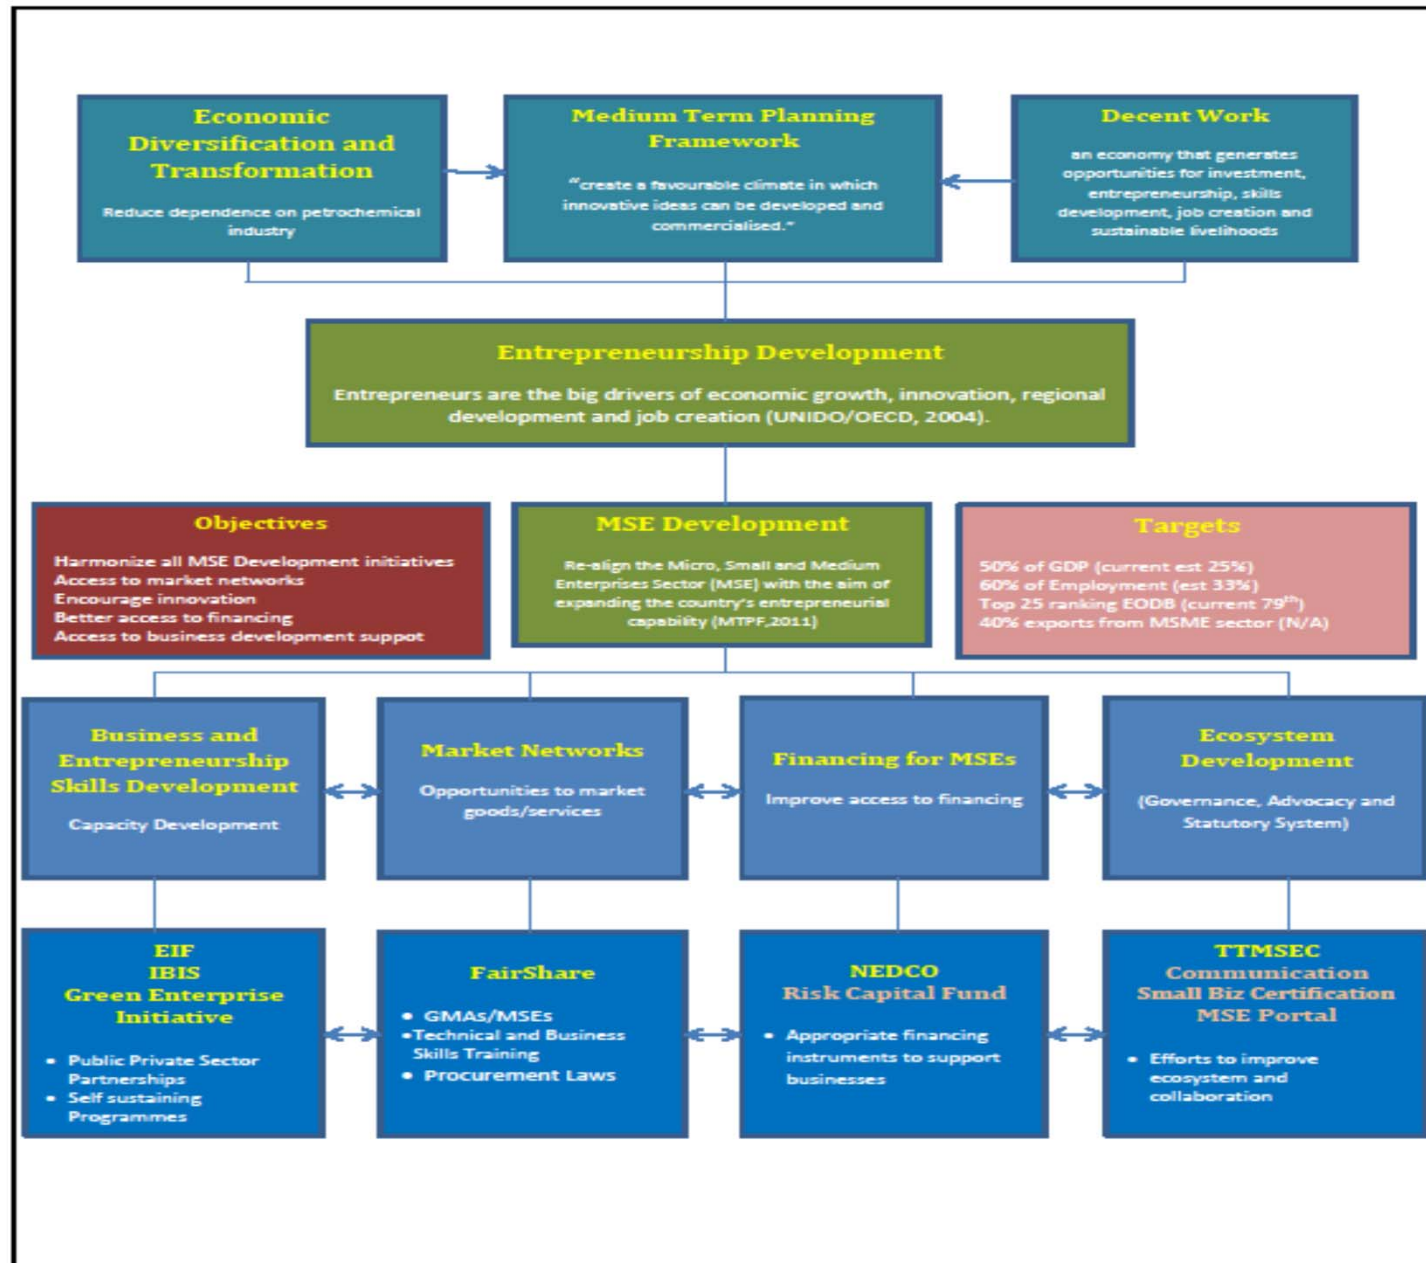 Economic
Diversification and
Transformation
Reduce dependence on petrochemical
industry
Medium Term Planning
Framework
“create a favourable climate in which
innovative ideas can be developed and
commercialised.”
Decent Work
an economy that generates
opportunities for investment,
entrepreneurship, skills
development, job creation and
sustainable livelihoods
Entrepreneurship Development
Entrepreneurs are the big drivers of economic growth, innovation, regional
development and job creation (UNIDO/OECD, 2004).
Objectives
Harmonize all MSE Development initiatives
Access to market networks
Encourage innovation
Better access to financing
Access to business development suppot
MSE Development
Re-align the Micro, Small and Medium
Enterprises Sector (MSE) with the aim of
expanding the country's entrepreneurial
capability (MTPF,2011)
Targets
50% of GDP (current est 25%)
60% of Employment (est 33%)
Top 25 ranking EODB (current 79th)
40% exports from MSME sector (N/A)
Business and
Entrepreneurship
Skills Development
Capacity Development
Market Networks
Opportunities to market
goods/services
Financing for MSEs
Improve access to financing
Ecosystem
Development
(Governance, Advocacy and
Statutory System)
EIF
IBIS
Green Enterprise
Initiative
• Public Private Sector
Partnerships
• Self sustaining
Programmes
FairShare
• GMAs/MSEs
•Technical and Business
Skills Training
• Procurement Laws
NEDCO
Risk Capital Fund
• Appropriate financing
instruments to support
businesses
TTMSEC
Communication
Small Biz Certification
MSE Portal
• Efforts to improve
ecosystem and
collaboration